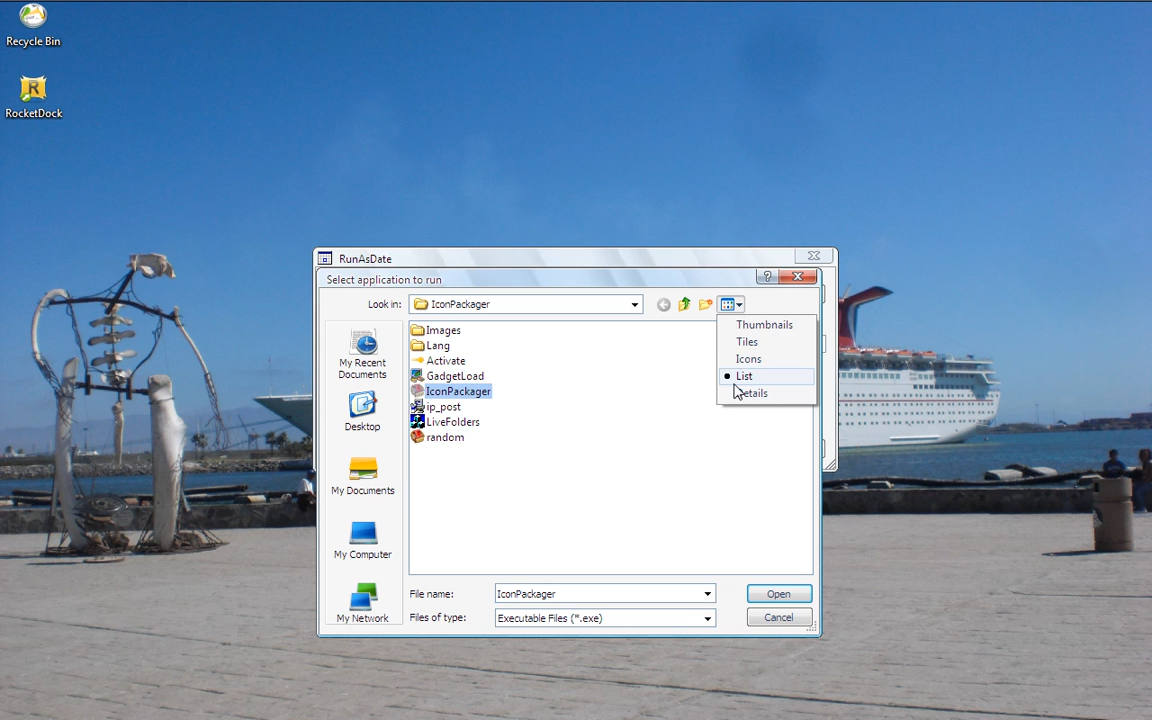 Recycle Bin
RocketDock
RunAsDate
Select application to run
Look in:
IconPackager
Thumbnails
Tiles
Icons
List
Details
My Recent
Documents
Desktop
My Documents
My Computer
My Network
Images
Lang
Activate
GadgetLoad
IconPackager
ip_post
LiveFolders
random
File name:
IconPackager
Open
Files of type:
Executable Files (*.exe)
Cancel